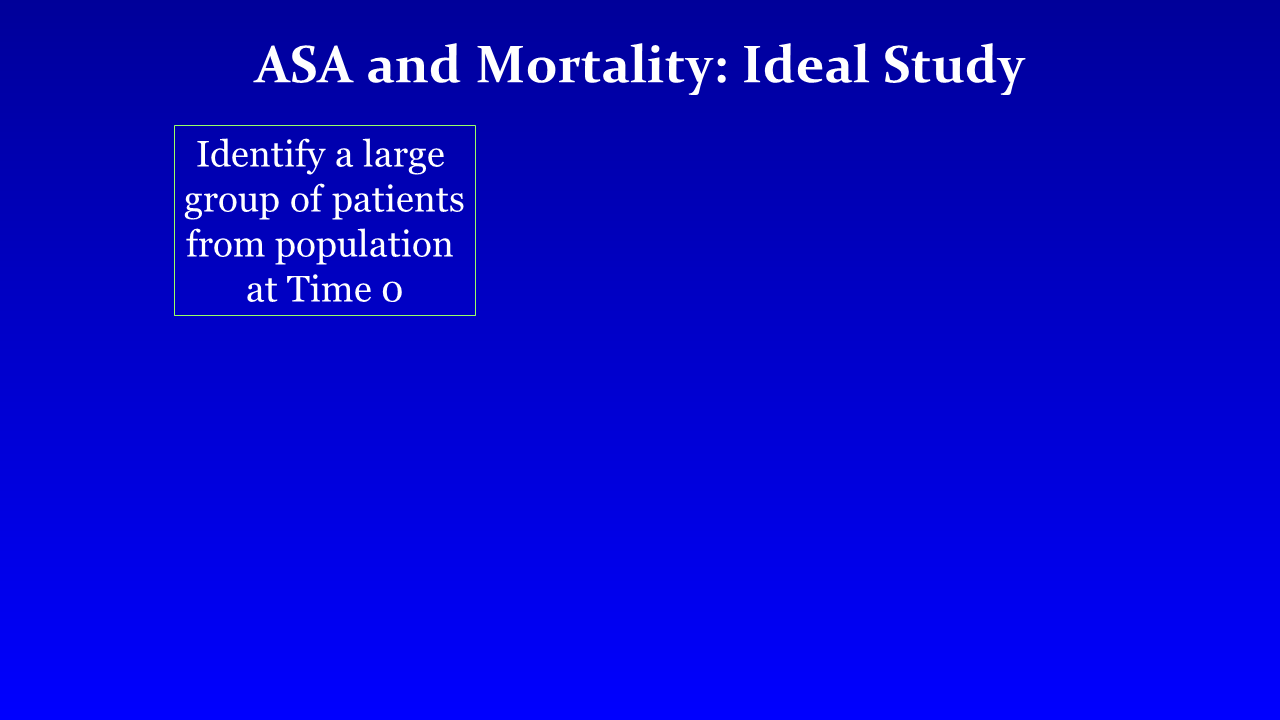 ASA and Mortality: Ideal Study
Identify a large
group of patients
from population
at Time 0